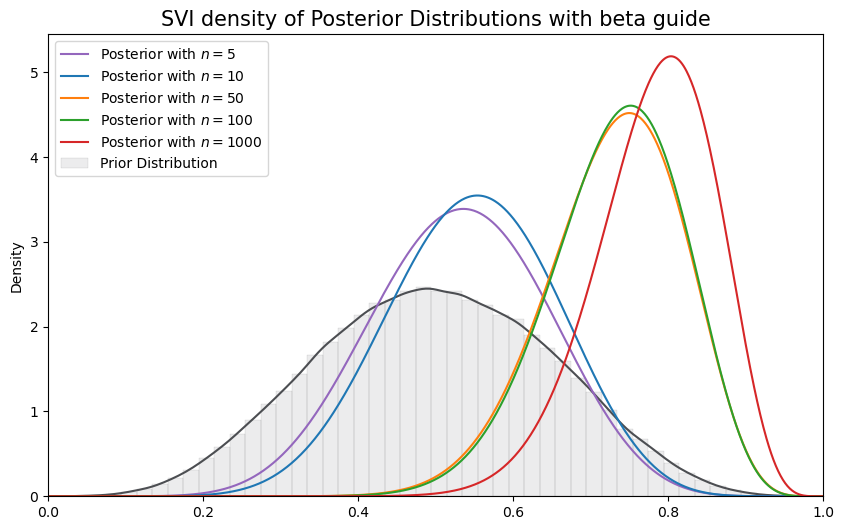 SVI density of Posterior Distributions with beta guide
Posterior with n = 5
Posterior with n = 10
Posterior with n = 50
Posterior with n = 100
Posterior with n = 1000
Prior Distribution
Density
5
4
3
2
1
0
0.0 0.2 0.4 0.6 0.8 1.0